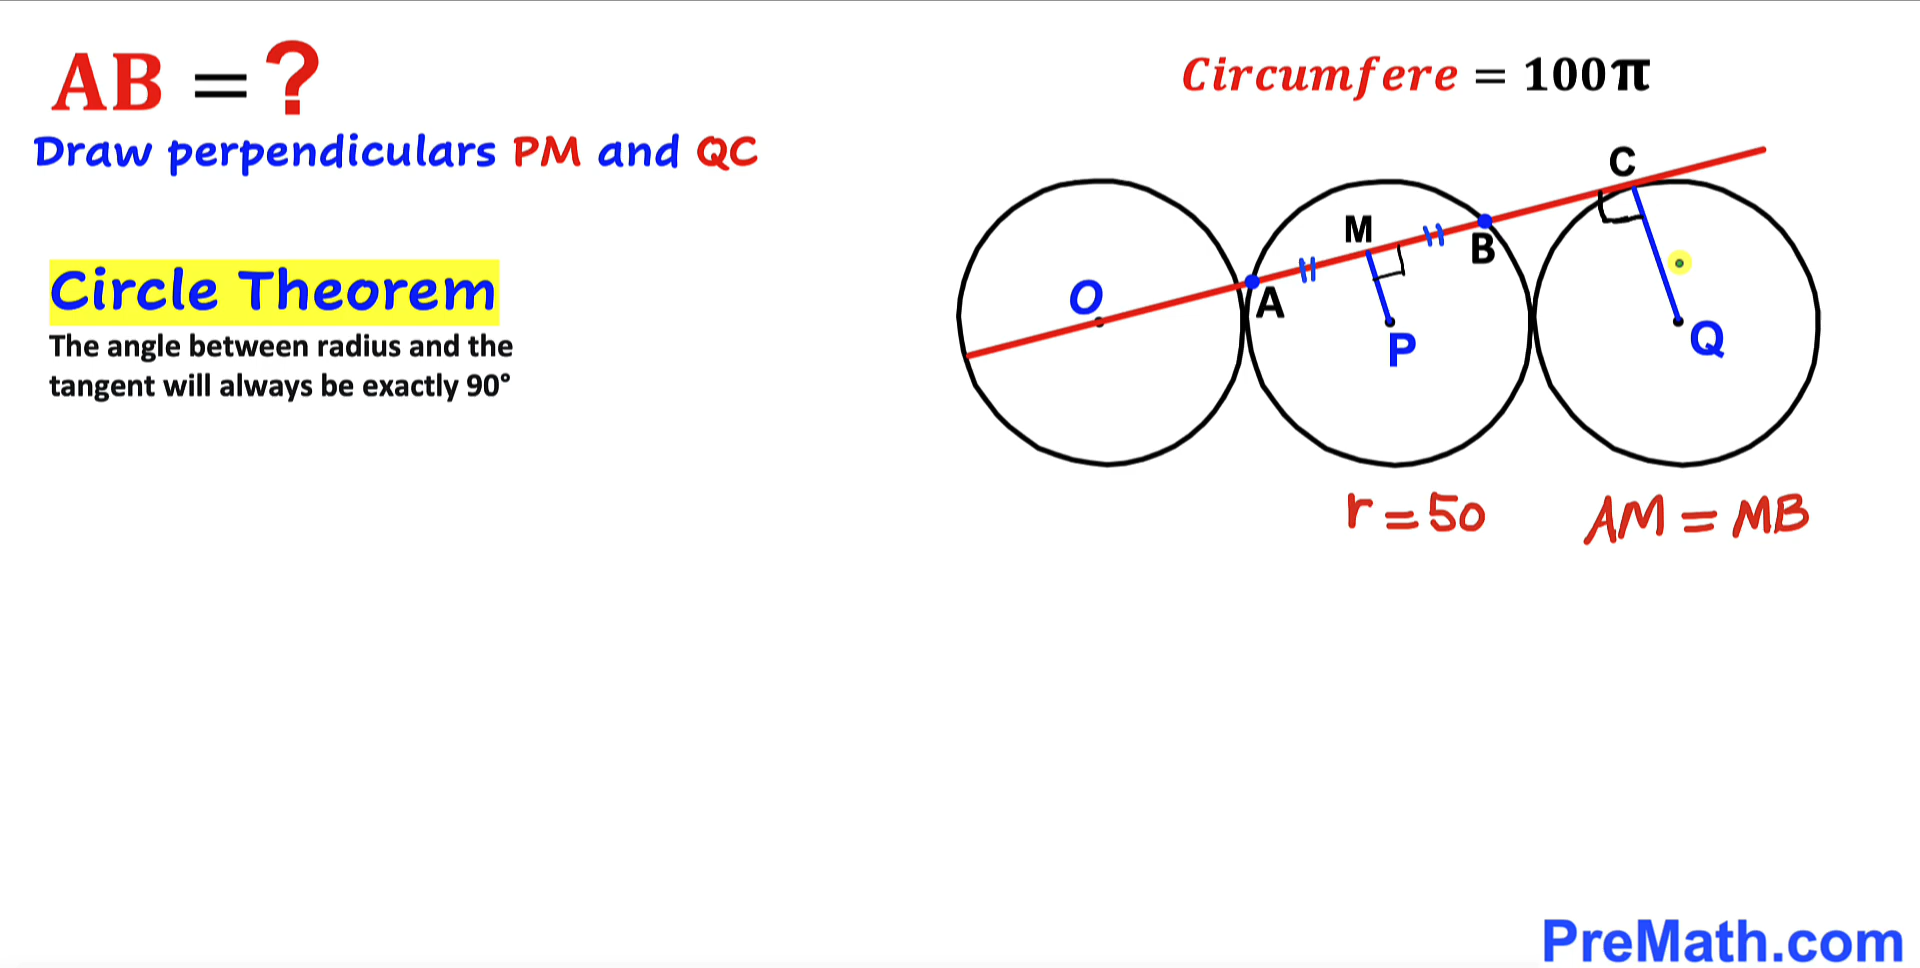 AB = ?
Draw perpendiculars PM and QC
Circle Theorem
The angle between radius and the
tangent will always be exactly 90°
Circumfere = 100π
C
M
B
O
A
P
Q
r = 50
AM = MB
PreMath.com